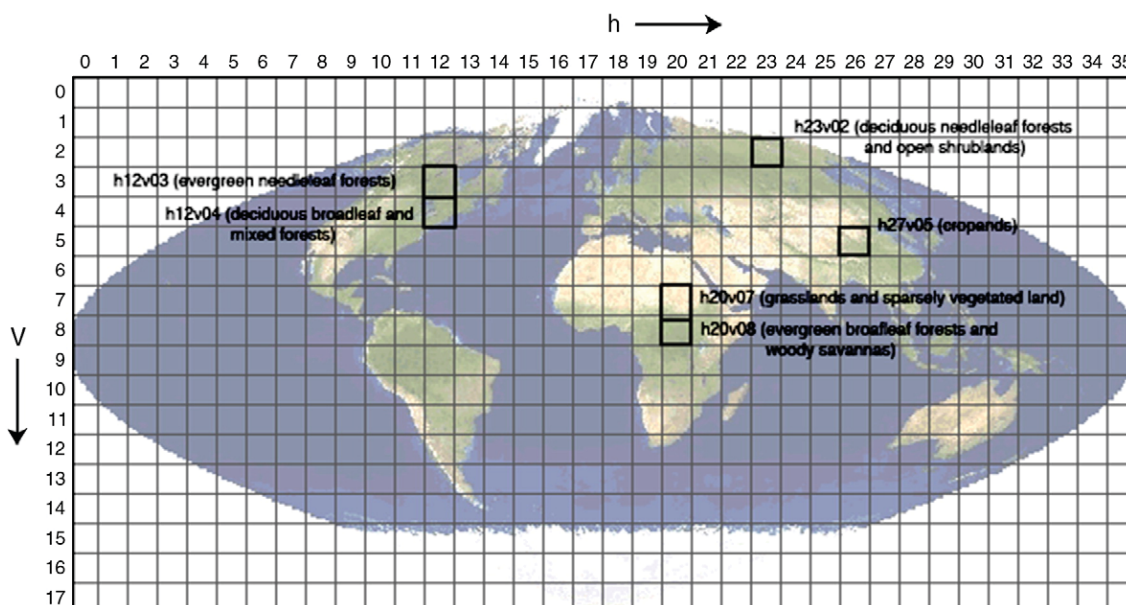 h
0 1 2 3 4 5 6 7 8 9 10 11 12 13 14 15 16 17 18 19 20 21 22 23 24 25 26 27 28 29 30 31 32 33 34 35
0
1
h23v02 (deciduous needleleaf forests
and open shrublands)
2
h12v03 (evergreen needleleaf forests)
3
h12v04 (deciduous broadleaf and
mixed forests)
4
h27v05 (cropands)
5
6
7
h20v07 (grasslands and sparsely vegetated land)
V
8
h20v08 (evergreen broafleaf forests and
woody savannas)
9
10
11
12
13
14
15
16
17